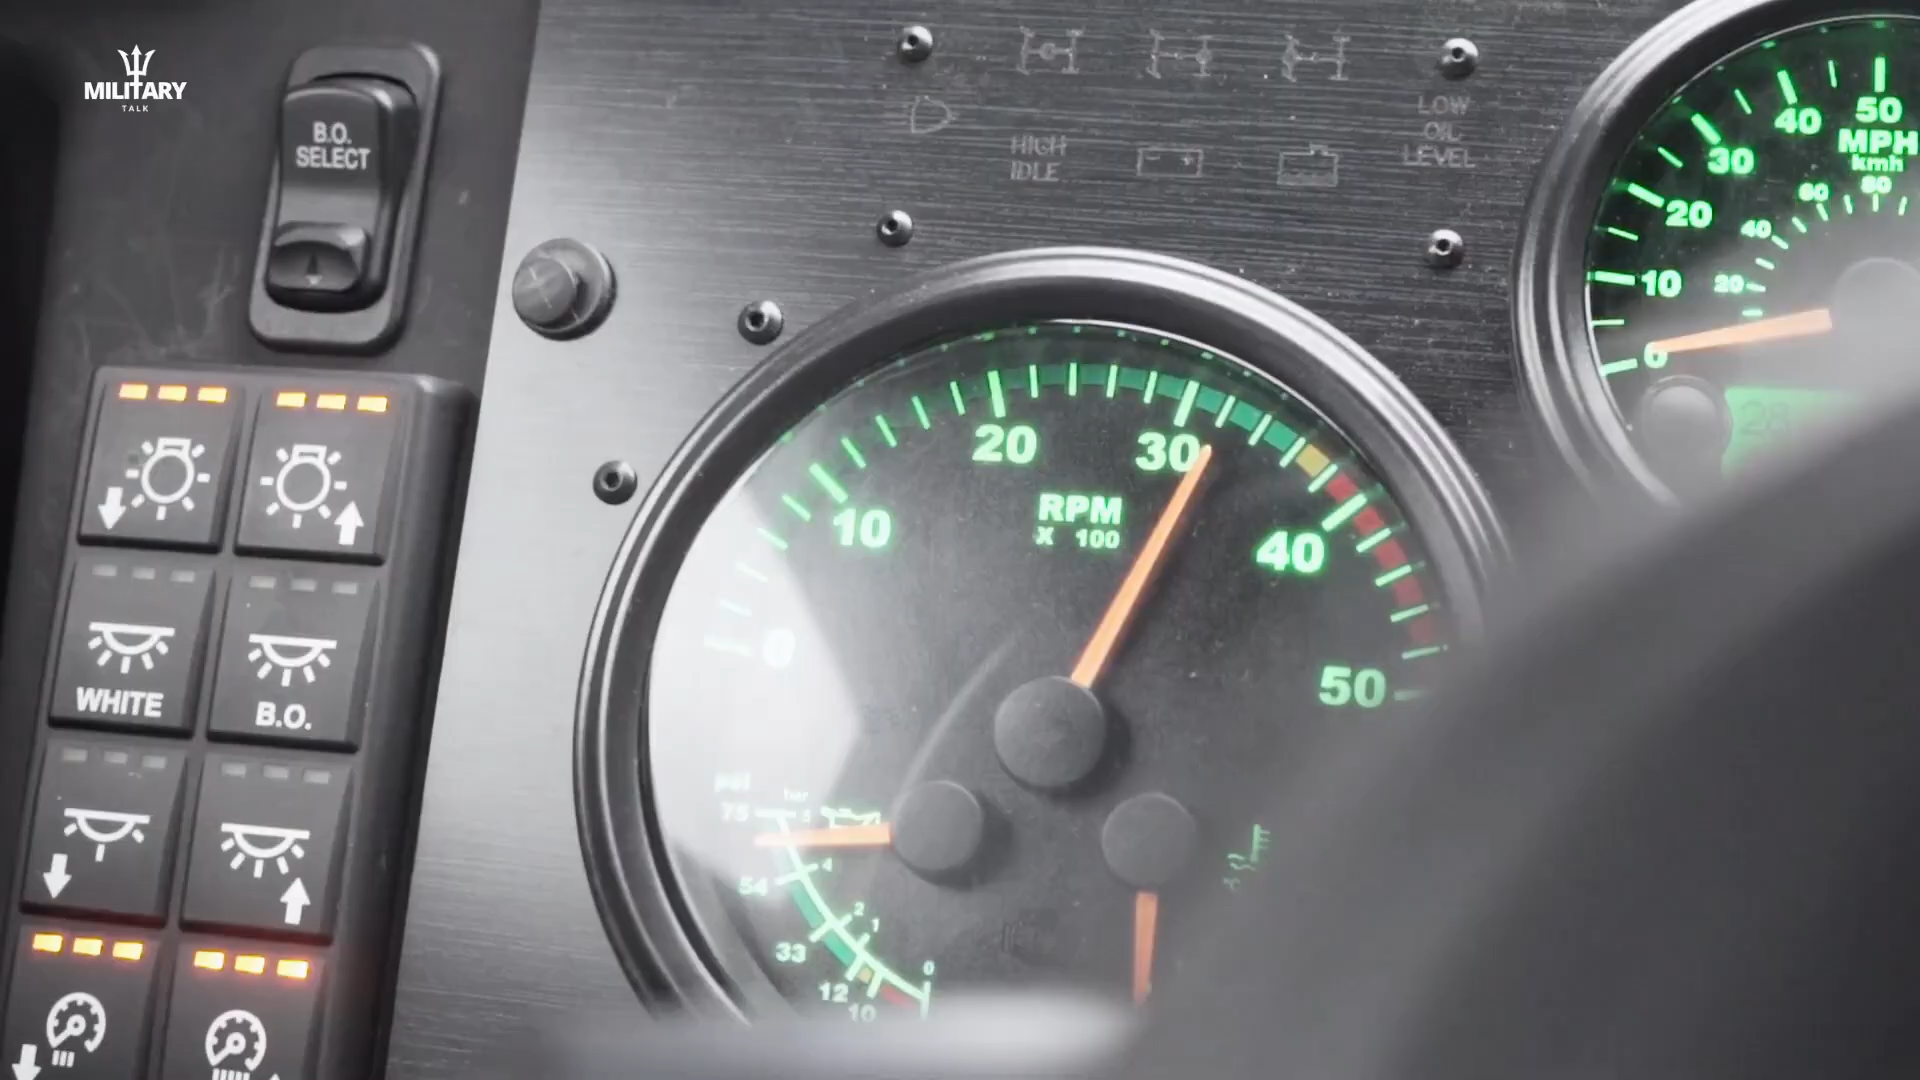 MILITARY
TALK
B.O.
SELECT
HIGH
IDLE
LOW
OIL
LEVEL
WHITE
B.O.
0
10
20
30
40
50
RPM
X 100
psi
75
54
33
12
10
bar
5
4
2
1
0
0
10
20
30
40
50
MPH
kmh
20
40
60
80